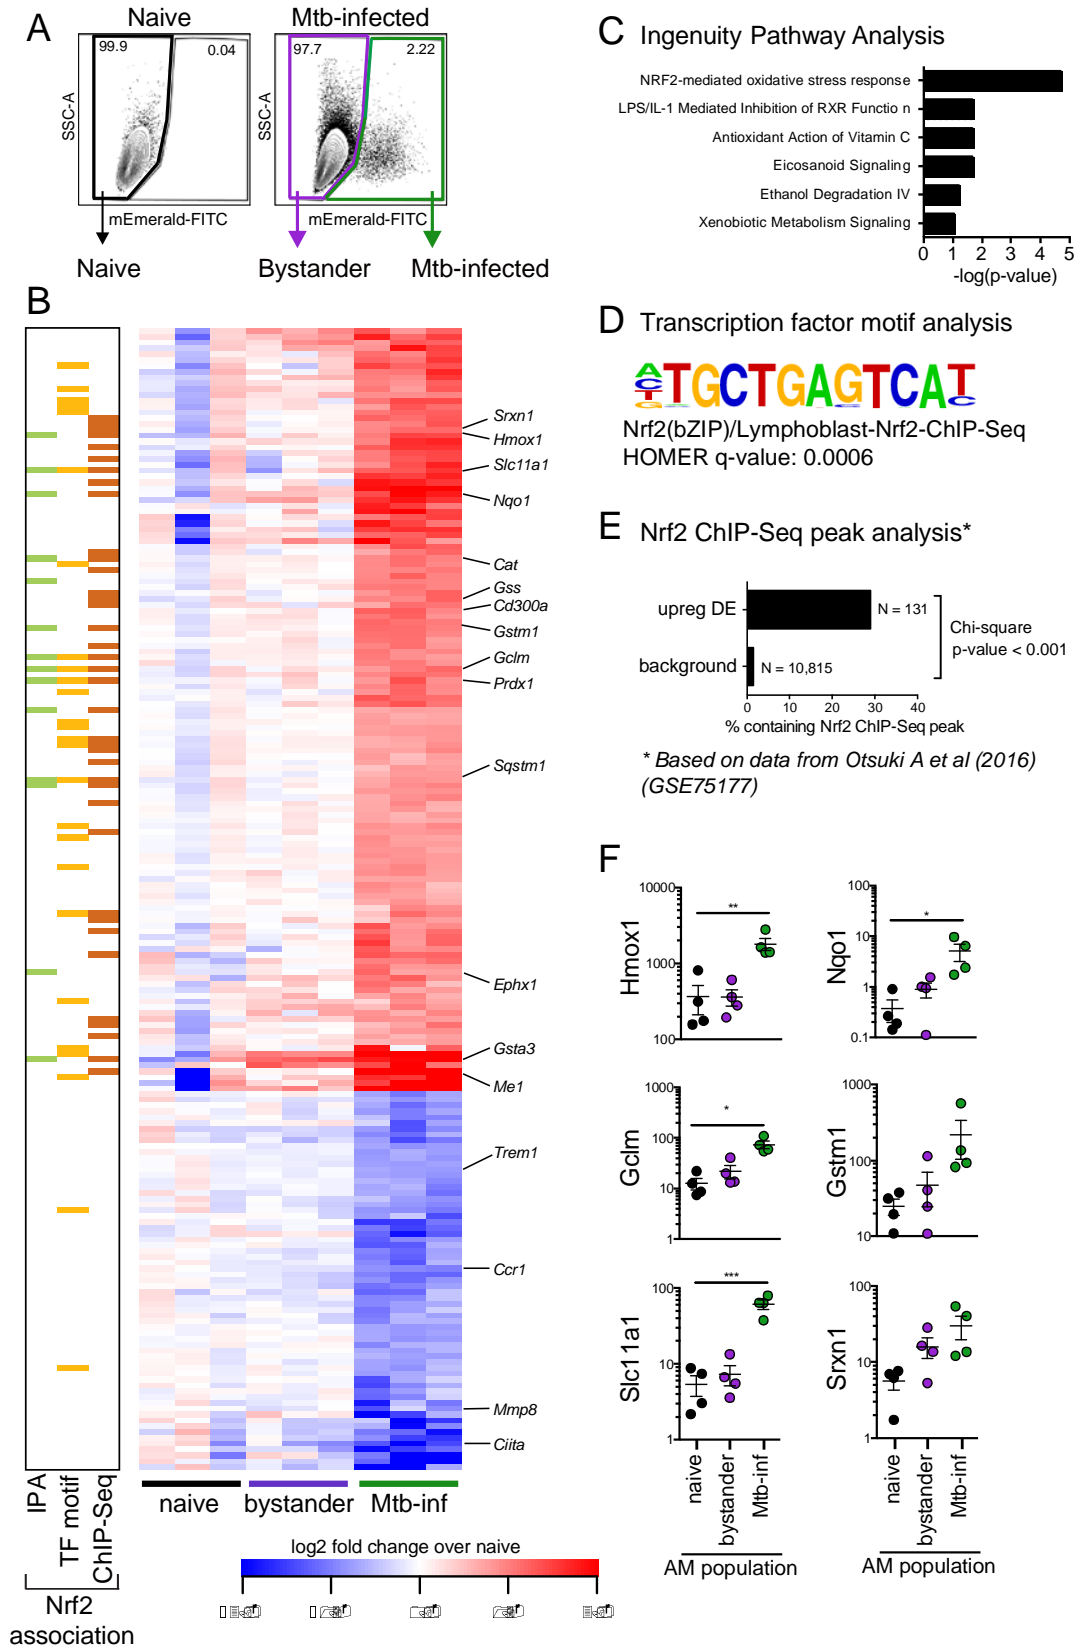 A
Naive
Mtb-infected
99.9
0.04
97.7
2.22
SSC-A
SSC-A
mEmerald-FITC
mEmerald-FITC
Naive
Bystander
Mtb-infected
B
Srxn1
Hmox1
Slc11a1
Nqo1
Cat
Gss
Cd300a
Gstm1
Gclm
Prdx1
Sqstm1
Ephx1
Gsta3
Me1
Trem1
Ccr1
Mmp8
Ciita
IPA
TF motif
ChIP-Seq
Nrf2
association
naive
bystander
Mtb-inf
log2 fold change over naive
C
Ingenuity Pathway Analysis
NRF2-mediated oxidative stress response
LPS/IL-1 Mediated Inhibition of RXR Functio n
Antioxidant Action of Vitamin C
Eicosanoid Signaling
Ethanol Degradation IV
Xenobiotic Metabolism Signaling
0 1 2 3 4 5
-log(p-value)
D
Transcription factor motif analysis
A
C
T
G
TGCTGAGTCAT
C
Nrf2(bZIP)/Lymphoblast-Nrf2-ChIP-Seq
HOMER q-value: 0.0006
E
Nrf2 ChIP-Seq peak analysis*
upreg DE
N = 131
background
N = 10,815
Chi-square
p-value < 0.001
0 10 20 30 40
% containing Nrf2 ChIP-Seq peak
* Based on data from Otsuki A et al (2016)
(GSE75177)
F
Hmox1
10000
1000
100
**
Nqo1
100
10
1
0.1
*
Gclm
1000
100
10
1
*
Gstm1
1000
100
10
Slc11a1
100
10
1
***
naive
bystander
Mtb-inf
AM population
Srxn1
100
10
1
naive
bystander
Mtb-inf
AM population